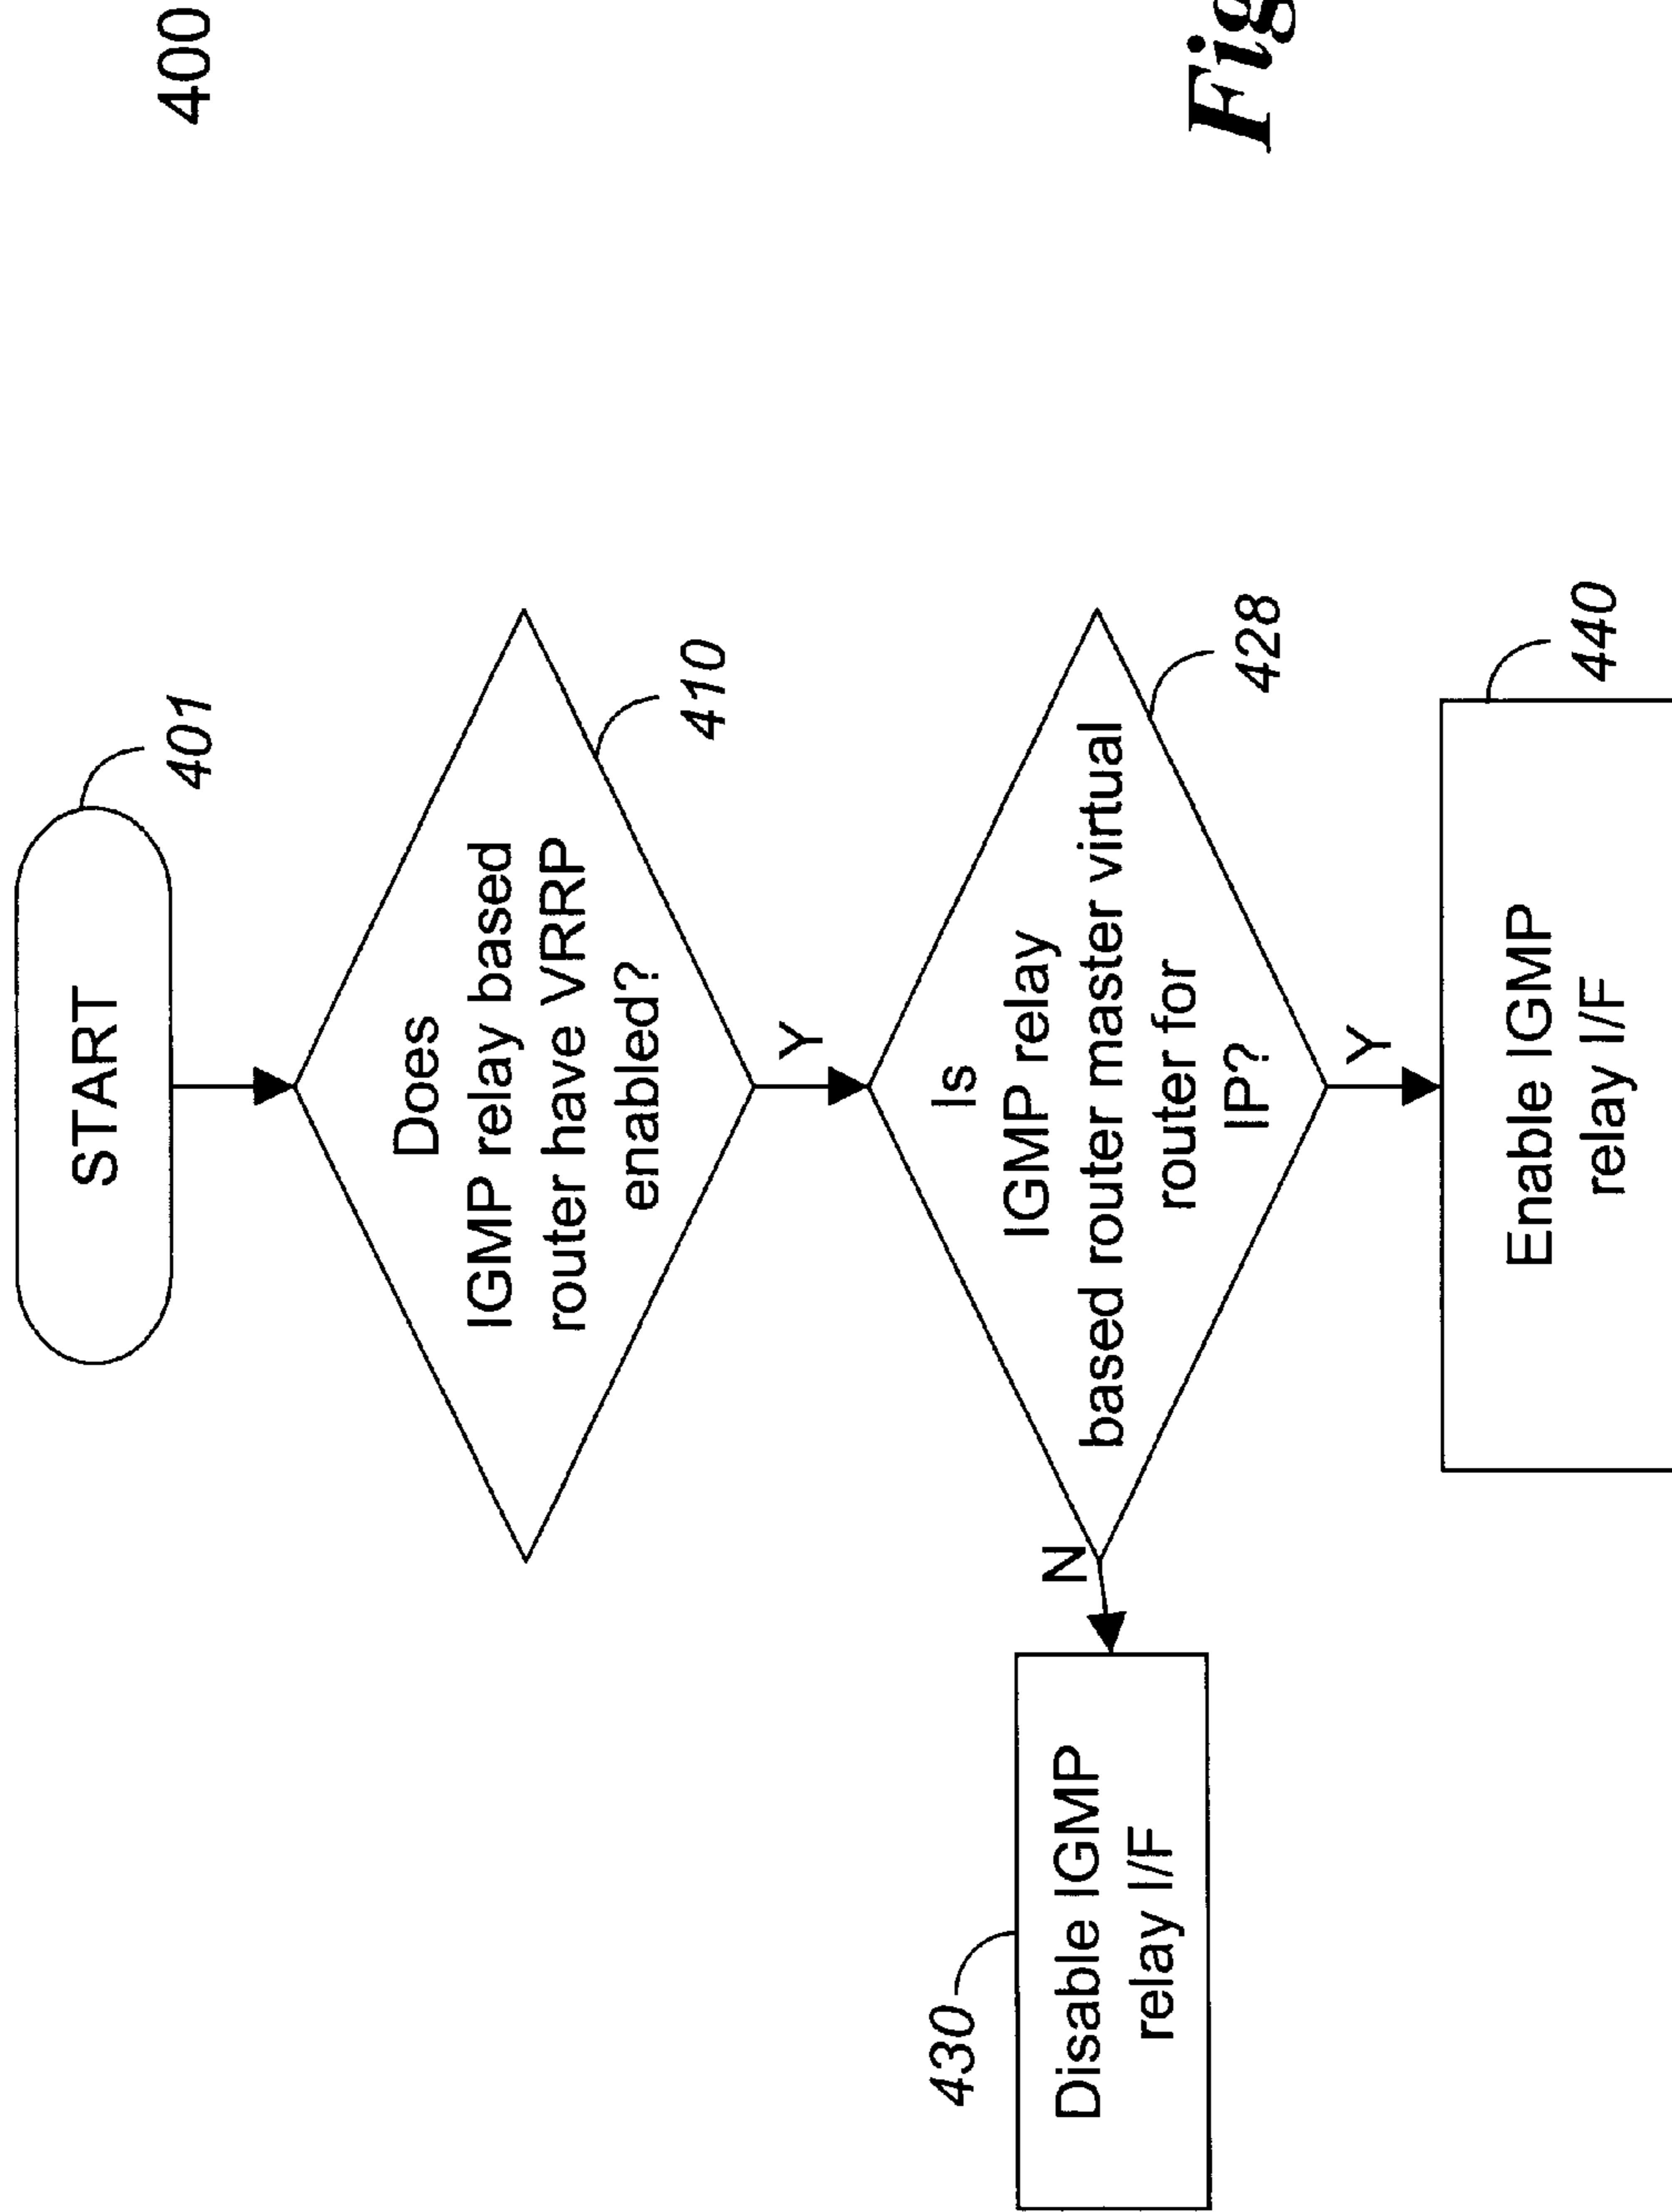 400
START
401
Does
IGMP relay based
router have VRRP
enabled?
410
Y
Is
IGMP relay
based router master virtual
router for
IP?
428
N
430
Disable IGMP
relay I/F
Y
Enable IGMP
relay I/F
440
Fig